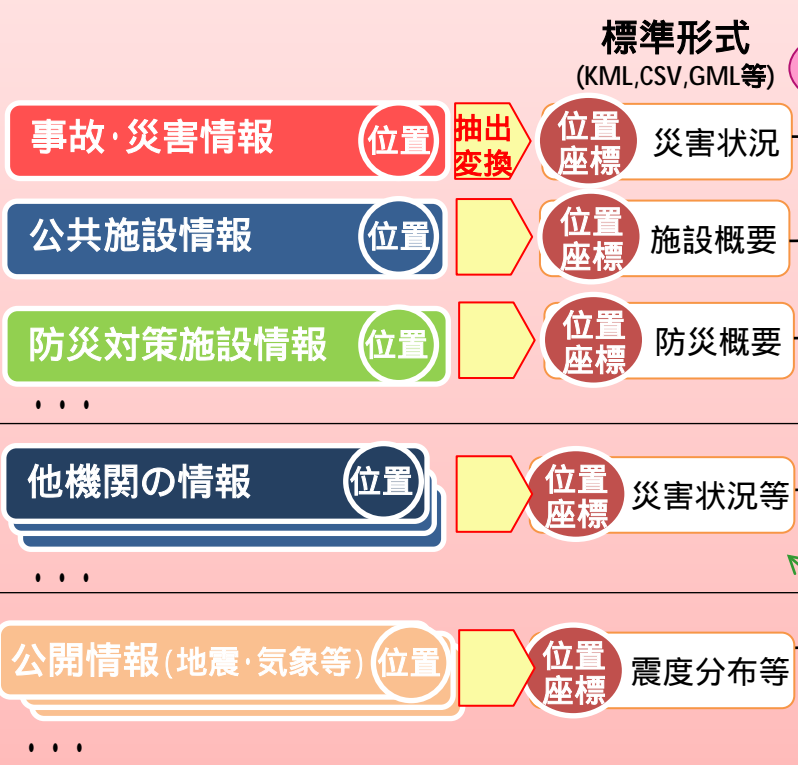 標準形式
(KML,CSV,GML等)
事故・災害情報 位置 抽出変換 位置座標 災害状況
公共施設情報 位置 位置座標 施設概要
防災対策施設情報 位置 位置座標 防災概要
・・・
他機関の情報 位置 位置座標 災害状況等
・・・
公開情報(地震・気象等) 位置 位置座標 震度分布等
・・・